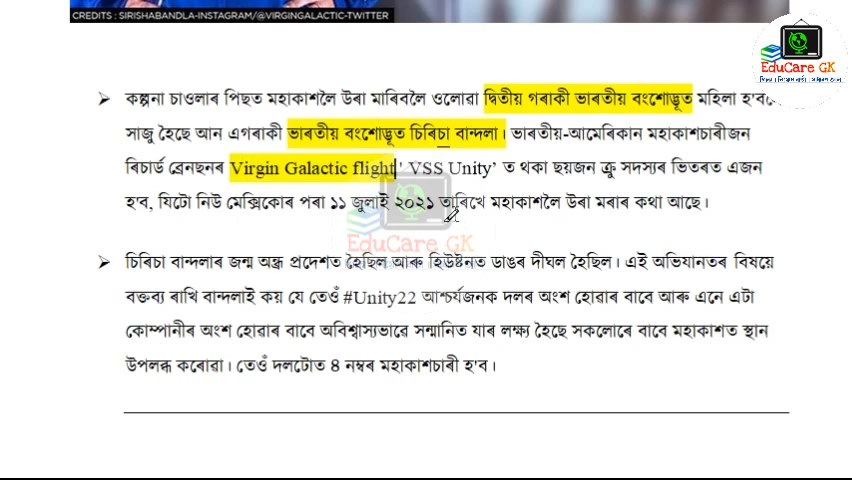 CREDITS : SIRISHABANDLA-INSTAGRAM/@VIRGINGALACTIC-TWITTER
EduCare GK
➢ কল্পনা চাওলাৰ পিছত মহাকাশলৈ উৰা মাৰিবলৈ ওলোৱা দ্বিতীয় গৰাকী ভাৰতীয় বংশোদ্ভূত মহিলা হ'বলৈ
সাজু হৈছে আন এগৰাকী ভাৰতীয় বংশোদ্ভূত চিৰিচা বান্দলা। ভাৰতীয়-আমেৰিকান মহাকাশচাৰীজন
ৰিচাৰ্ড ব্ৰেনছনৰ Virgin Galactic flight ' VSS Unity’ ত থকা ছয়জন ক্ৰু সদস্যৰ ভিতৰত এজন
হ'ব, যিটো নিউ মেক্সিকোৰ পৰা ১১ জুলাই ২০২১ তাৰিখে মহাকাশলৈ উৰা মৰাৰ কথা আছে।
EduCare GK
➢ চিৰিচা বান্দলাৰ জন্ম অন্ধ্ৰ প্ৰদেশত হৈছিল আৰু হিউষ্টনত ডাঙৰ দীঘল হৈছিল। এই অভিযানতৰ বিষয়ে
বক্তব্য ৰাখি বান্দলাই কয় যে তেওঁ #Unity22 আশ্চৰ্যজনক দলৰ অংশ হোৱাৰ বাবে আৰু এনে এটা
কোম্পানীৰ অংশ হোৱাৰ বাবে অবিশ্বাস্যভাৱে সন্মানিত যাৰ লক্ষ্য হৈছে সকলোৰে বাবে মহাকাশত স্থান
উপলব্ধ কৰোৱা। তেওঁ দলটোত ৪ নম্বৰ মহাকাশচাৰী হ'ব।